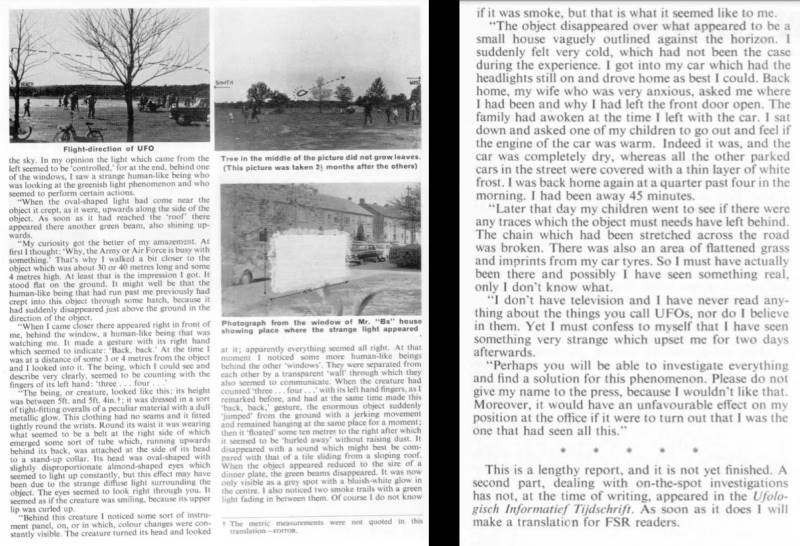 SOUTH
Flight-direction of UFO
Tree in the middle of the picture did not grow leaves.
(This picture was taken 2½ months after the others)
the sky. In my opinion the light which came from the
left seemed to be 'controlled,' for at the end, behind one
of the windows, I saw a strange human-like being who
was looking at the greenish light phenomenon and who
seemed to perform certain actions.
"When the oval-shaped light had come near the
object it crept, as it were, upwards along the side of the
object. As soon as it had reached the 'roof' there
appeared there another green beam, also shining up-
wards.
"My curiosity got the better of my amazement. At
first I thought: 'Why, the Army or Air Force is busy with
something.' That's why I walked a bit closer to the
object which was about 30 or 40 metres long and some
4 metres high. At least that is the impression I got. It
stood flat on the ground. It might well be that the
human-like being that had run past me previously had
crept into this object through some hatch, because it
had suddenly disappeared just above the ground in the
direction of the object.
"When I came closer there appeared right in front of
me, behind the window, a human-like being that was
watching me. It made a gesture with its right hand
which seemed to indicate: 'Back, back.' At the time I
was at a distance of some 3 or 4 metres from the object
and I looked into it. The being, which I could see and
describe very clearly, seemed to be counting with the
fingers of its left hand: 'three . . . four . . .'
"The being, or creature, looked like this: its height
was between 5ft. and 5ft. 4in.†; it was dressed in a sort
of tight-fitting overalls of a peculiar material with a dull
metallic glow. This clothing had no seams and it fitted
tightly round the wrists. Round its waist it was wearing
what seemed to be a belt at the right side of which
emerged some sort of tube which, running upwards
behind its back, was attached at the side of its head
to a stand-up collar. Its head was oval-shaped with
slightly disproportionate almond-shaped eyes which
seemed to light up constantly, but this effect may have
been due to the strange diffuse light surrounding the
object. The eyes seemed to look right through you. It
seemed as if the creature was smiling, because its upper
lip was curled up.
"Behind this creature I noticed some sort of instru-
ment panel, on, or in which, colour changes were con-
stantly visible. The creature turned its head and looked
Photograph from the window of Mr. "Bs" house
showing place where the strange light appeared
at it; apparently everything seemed all right. At that
moment I noticed some more human-like beings
behind the other 'windows.' They were separated from
each other by a transparent 'wall' through which they
also seemed to communicate. When the creature had
counted 'three . . . four . . .' with its left hand fingers, as I
remarked before, and had at the same time made this
'back, back,' gesture, the enormous object suddenly
'jumped' from the ground with a jerking movement
and remained hanging at the same place for a moment;
then it 'floated' some ten metres to the right after which
it seemed to be 'hurled away' without raising dust. It
disappeared with a sound which might best be com-
pared with that of a tile sliding from a sloping roof.
When the object appeared reduced to the size of a
dinner plate, the green beams disappeared. It was now
only visible as a grey spot with a bluish-white glow in
the centre. I also noticed two smoke trails with a green
light fading in between them. Of course I do not know
† The metric measurements were not quoted in this
translation—EDITOR.
if it was smoke, but that is what it seemed like to me.
"The object disappeared over what appeared to be a
small house vaguely outlined against the horizon. I
suddenly felt very cold, which had not been the case
during the experience. I got into my car which had the
headlights still on and drove home as best I could. Back
home, my wife who was very anxious, asked me where
I had been and why I had left the front door open. The
family had awoken at the time I left with the car. I sat
down and asked one of my children to go out and feel if
the engine of the car was warm. Indeed it was, and the
car was completely dry, whereas all the other parked
cars in the street were covered with a thin layer of white
frost. I was back home again at a quarter past four in the
morning. I had been away 45 minutes.
"Later that day my children went to see if there were
any traces which the object must needs have left behind.
The chain which had been stretched across the road
was broken. There was also an area of flattened grass
and imprints from my car tyres. So I must have actually
been there and possibly I have seen something real,
only I don't know what.
"I don't have television and I have never read any-
thing about the things you call UFOs, nor do I believe
in them. Yet I must confess to myself that I have seen
something very strange which upset me for two days
afterwards.
"Perhaps you will be able to investigate everything
and find a solution for this phenomenon. Please do not
give my name to the press, because I wouldn't like that.
Moreover, it would have an unfavourable effect on my
position at the office if it were to turn out that I was the
one that had seen all this."
* * * * *
This is a lengthy report, and it is not yet finished. A
second part, dealing with on-the-spot investigations
has not, at the time of writing, appeared in the Ufolo-
gisch Informatief Tijdschrift. As soon as it does I will
make a translation for FSR readers.